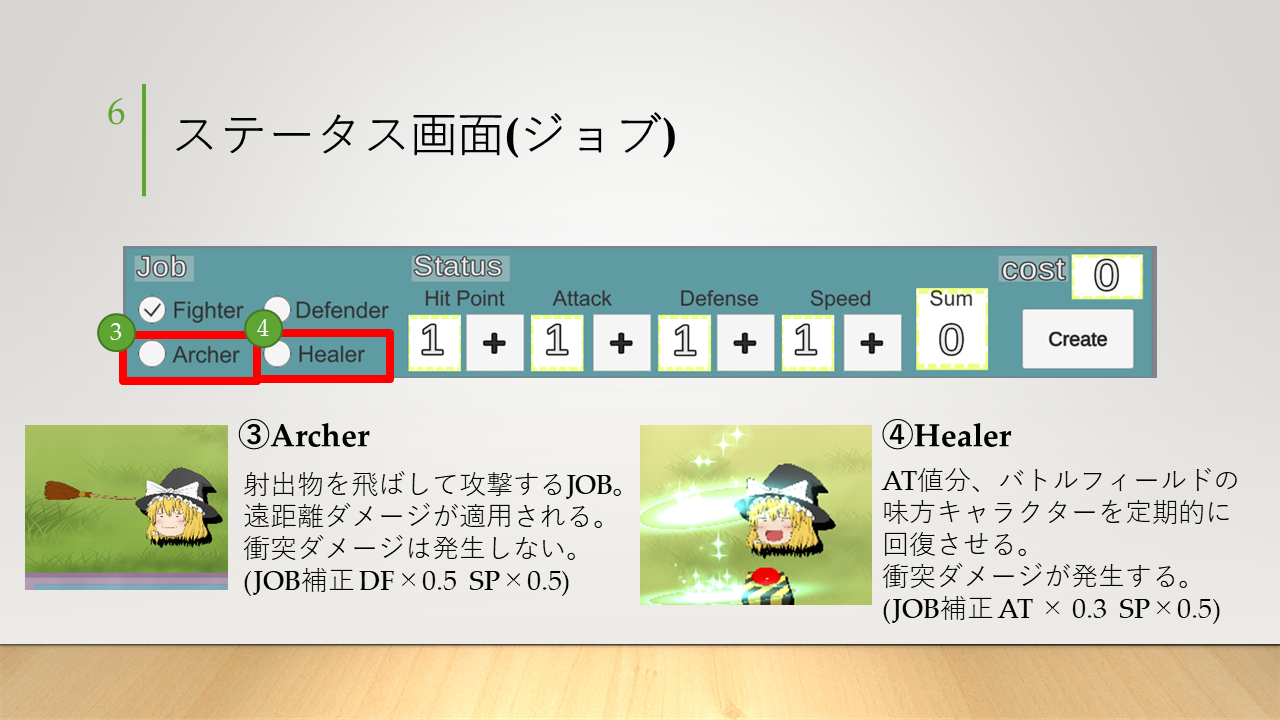 6
ステータス画面(ジョブ)
Job
Status
cost 0
Hit Point Attack Defense Speed Sum
Fighter Defender
1 + 1 + 1 + 1 + 0
Create
3 4
Archer Healer
③Archer
射出物を飛ばして攻撃するJOB。
遠距離ダメージが適用される。
衝突ダメージは発生しない。
(JOB補正 DF×0.5 SP×0.5)
④Healer
AT値分、バトルフィールドの
味方キャラクターを定期的に
回復させる。
衝突ダメージが発生する。
(JOB補正 AT × 0.3 SP×0.5)